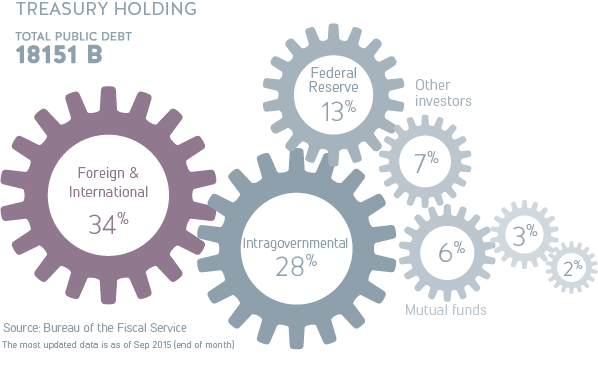 TREASURY HOLDING
TOTAL PUBLIC DEBT
18151 B
Federal
Reserve
13%
Other
investors
7%
Foreign &
International
34%
Intragovernmental
28%
6%
3%
2%
Mutual funds
Source: Bureau of the Fiscal Service
The most updated data is as of Sep 2015 (end of month)